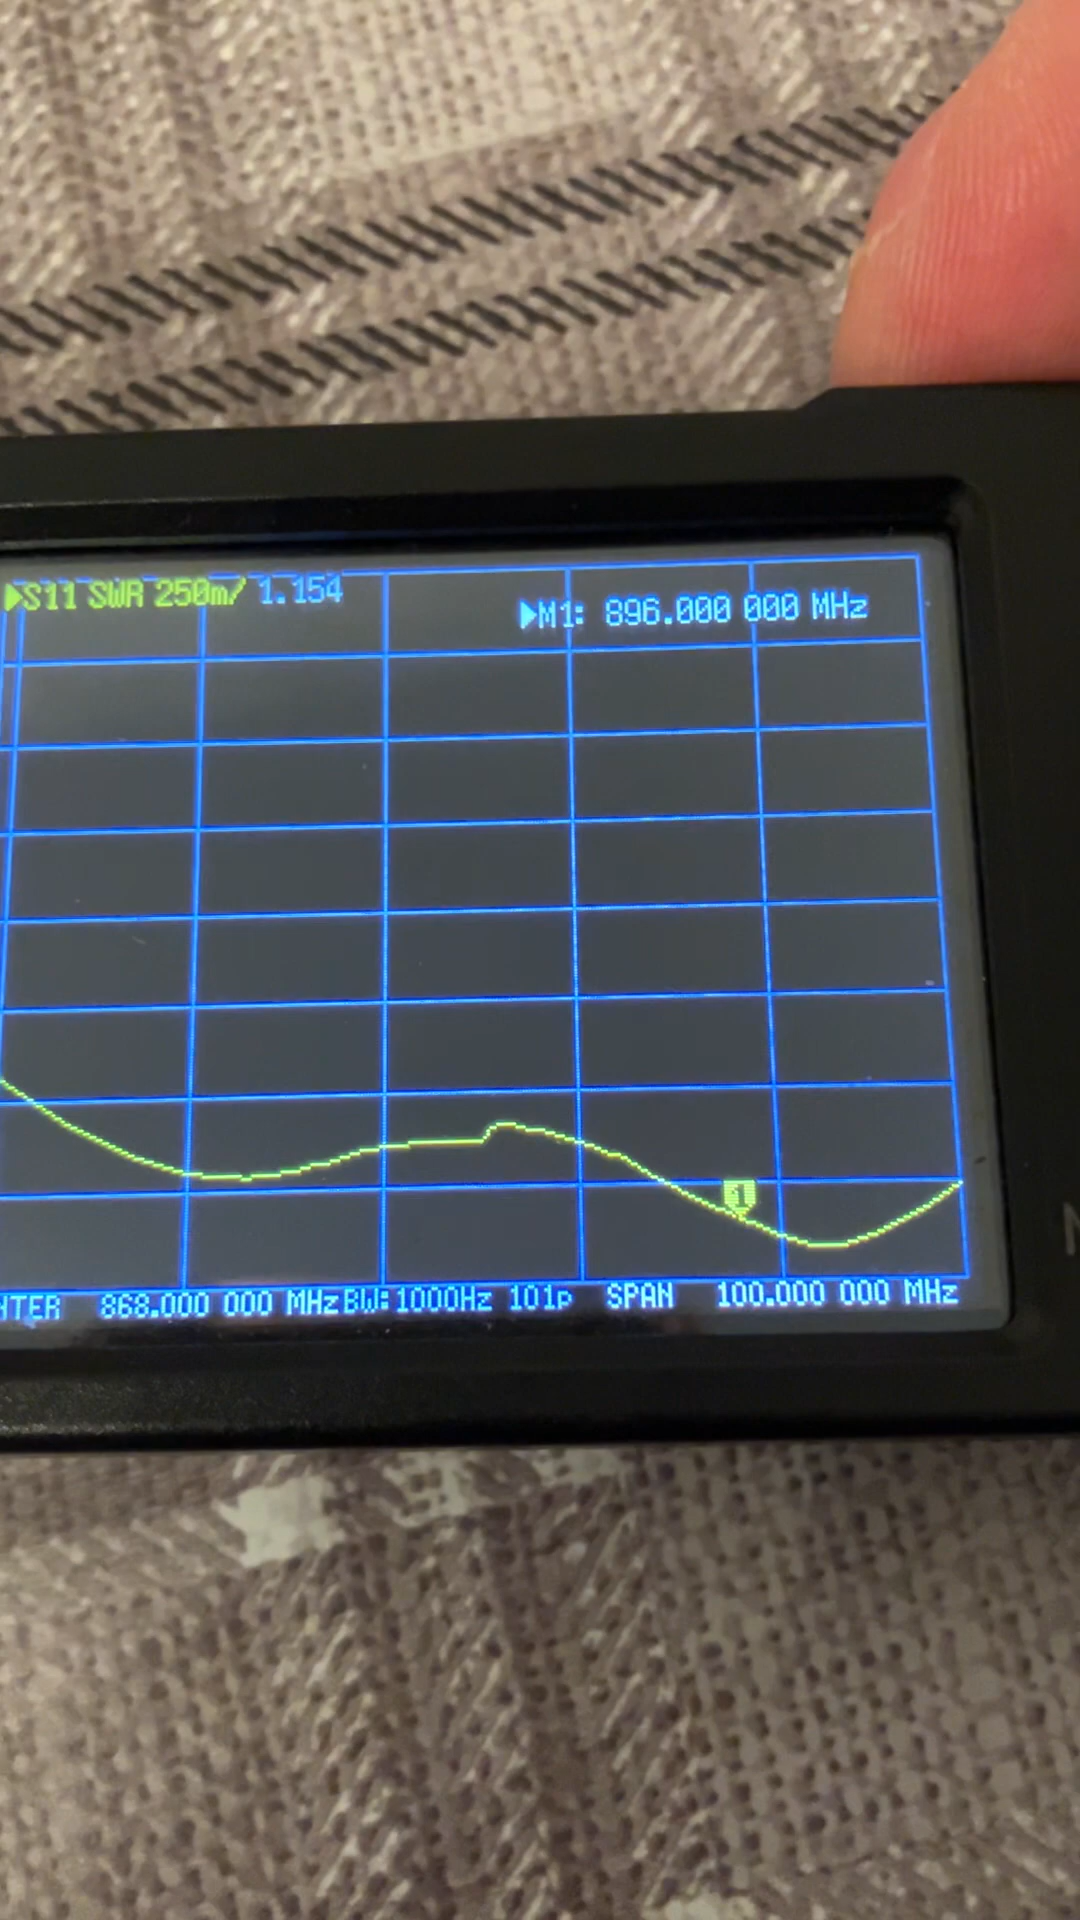 ▶S11 SWR 250m/ 1.154
▶M1: 896.000 000 MHz
1
NTER 868.000 000 MHz BW:1000Hz 101p SPAN 100.000 000 MHz
N